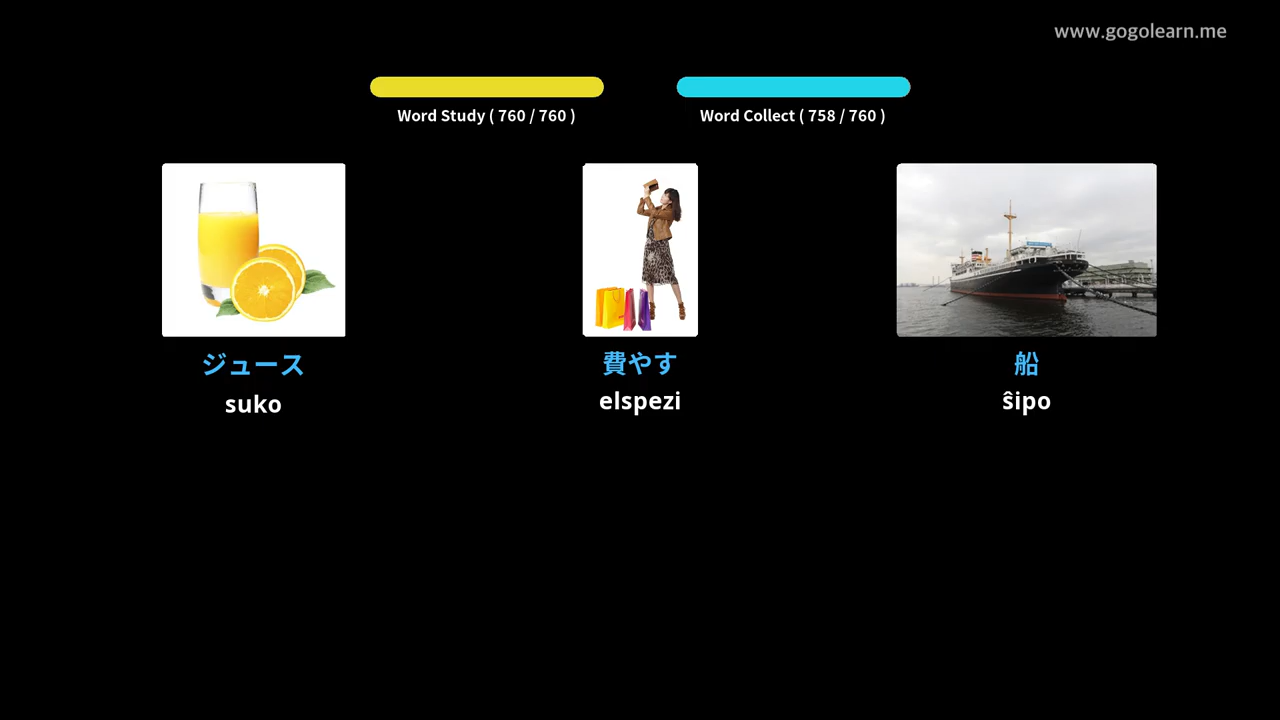 www.gogolearn.me
Word Study ( 760 / 760 )
Word Collect ( 758 / 760 )
ジュース
費やす
船
suko
elspezi
ŝipo